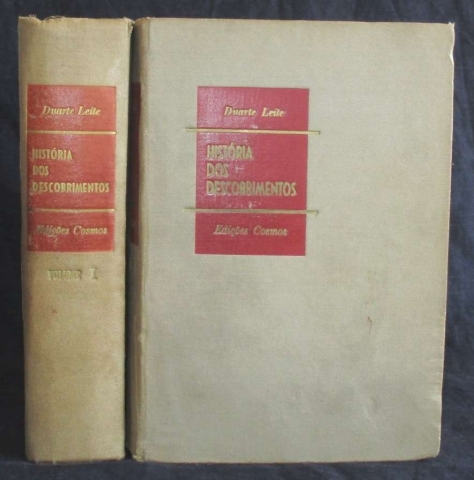 Duarte Leite
HISTÓRIA
DOS
DESCOBRIMENTOS
Edições Cosmos
VOLUME I
Duarte Leite
HISTÓRIA
DOS
DESCOBRIMENTOS
Edições Cosmos